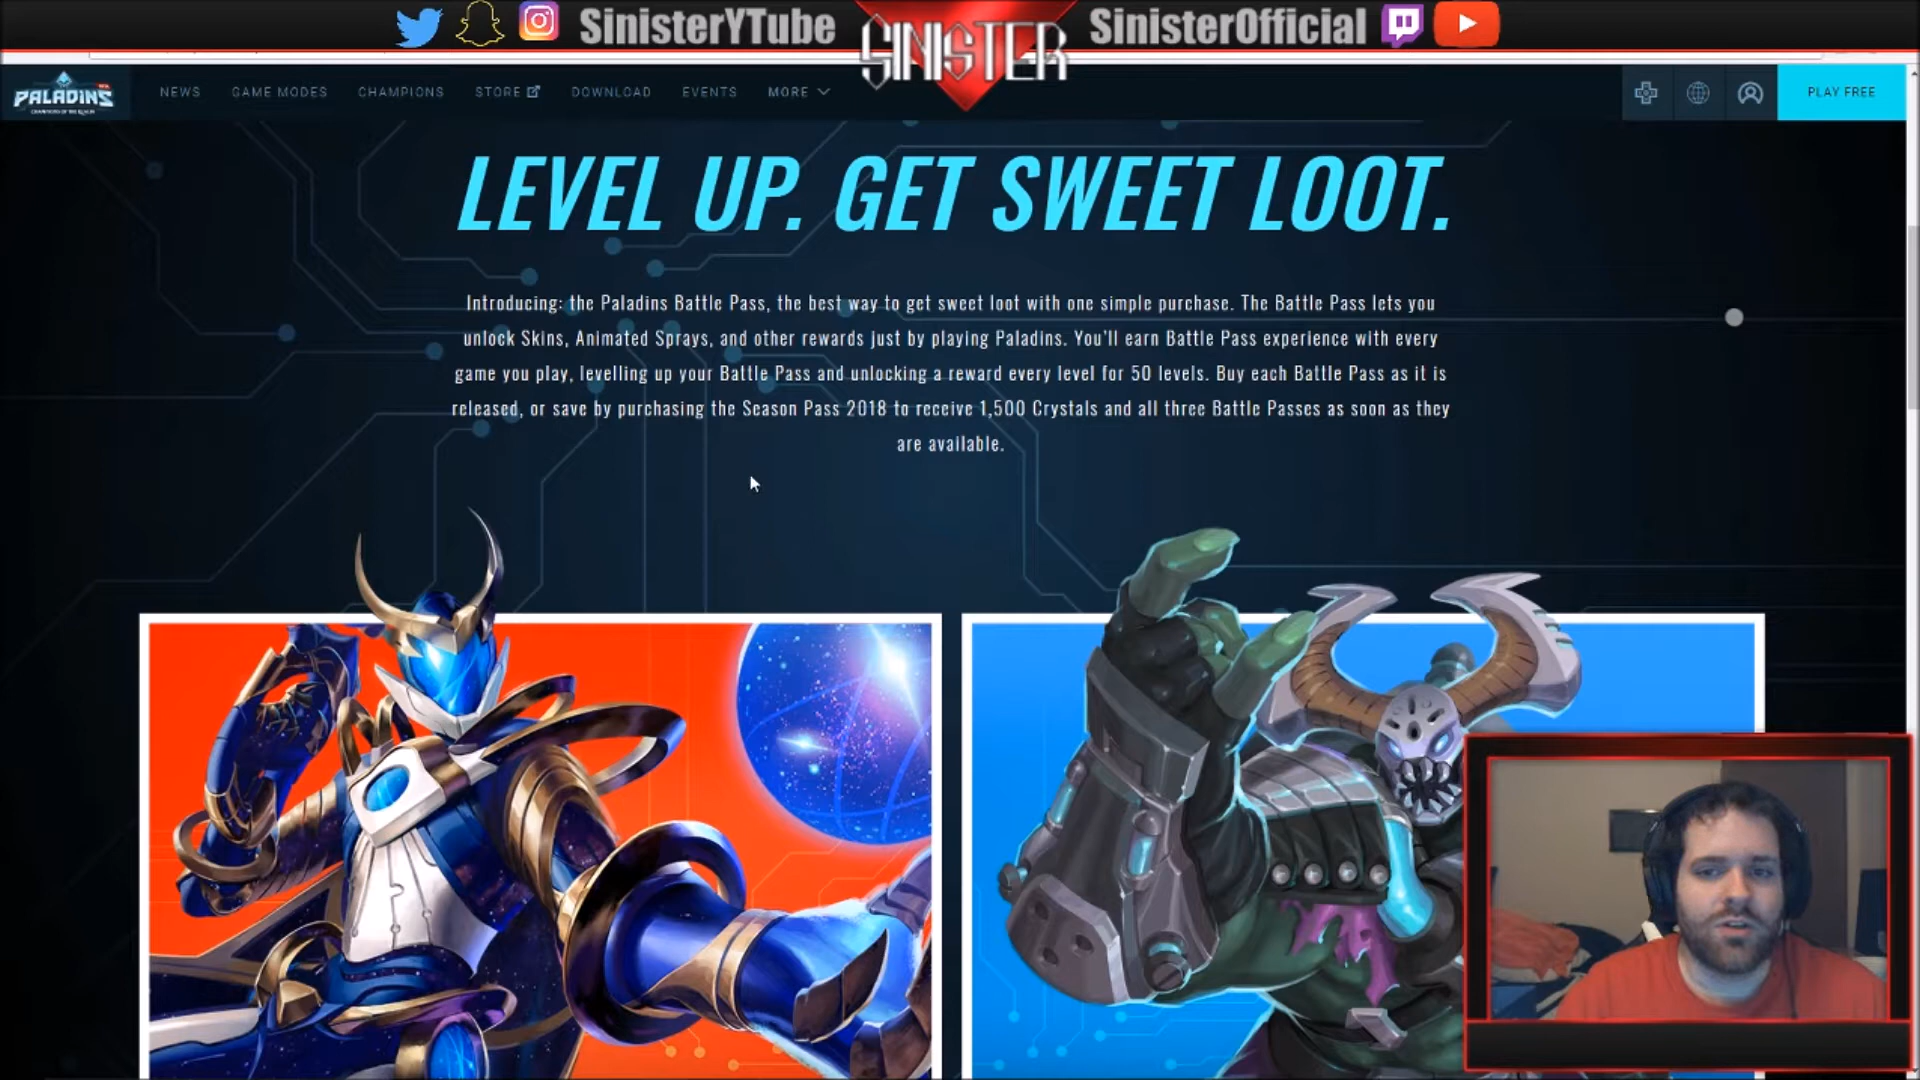 SinisterYTube
SINISTER
SinisterOfficial
PALADINS
CHAMPIONS OF THE REALM
NEWS
GAME MODES
CHAMPIONS
STORE
DOWNLOAD
EVENTS
MORE
PLAY FREE
LEVEL UP. GET SWEET LOOT.
Introducing: the Paladins Battle Pass, the best way to get sweet loot with one simple purchase. The Battle Pass lets you
unlock Skins, Animated Sprays, and other rewards just by playing Paladins. You'll earn Battle Pass experience with every
game you play, levelling up your Battle Pass and unlocking a reward every level for 50 levels. Buy each Battle Pass as it is
released, or save by purchasing the Season Pass 2018 to receive 1,500 Crystals and all three Battle Passes as soon as they
are available.